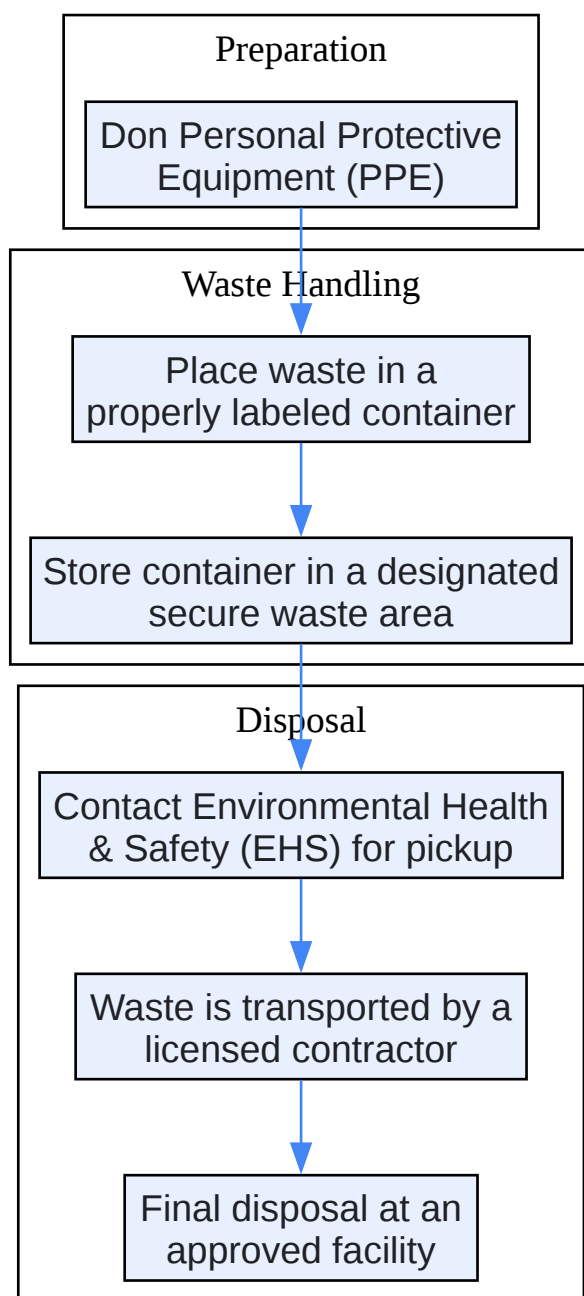 Preparation
Don Personal Protective
Equipment (PPE)
Waste Handling
Place waste in a
properly labeled container
Store container in a designated
secure waste area
Disposal
Contact Environmental Health
& Safety (EHS) for pickup
Waste is transported by a
licensed contractor
Final disposal at an
approved facility